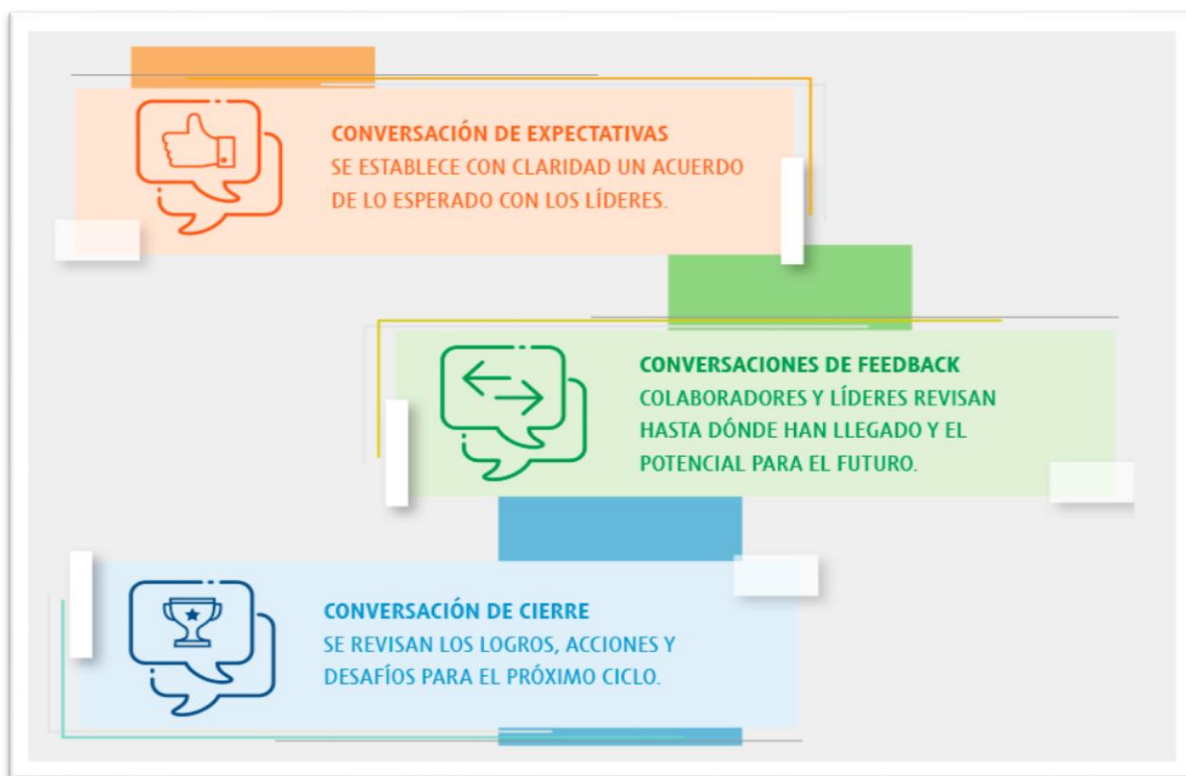 CONVERSACIÓN DE EXPECTATIVAS
SE ESTABLECE CON CLARIDAD UN ACUERDO
DE LO ESPERADO CON LOS LÍDERES.
CONVERSACIONES DE FEEDBACK
COLABORADORES Y LÍDERES REVISAN
HASTA DÓNDE HAN LLEGADO Y EL
POTENCIAL PARA EL FUTURO.
CONVERSACIÓN DE CIERRE
SE REVISAN LOS LOGROS, ACCIONES Y
DESAFÍOS PARA EL PRÓXIMO CICLO.